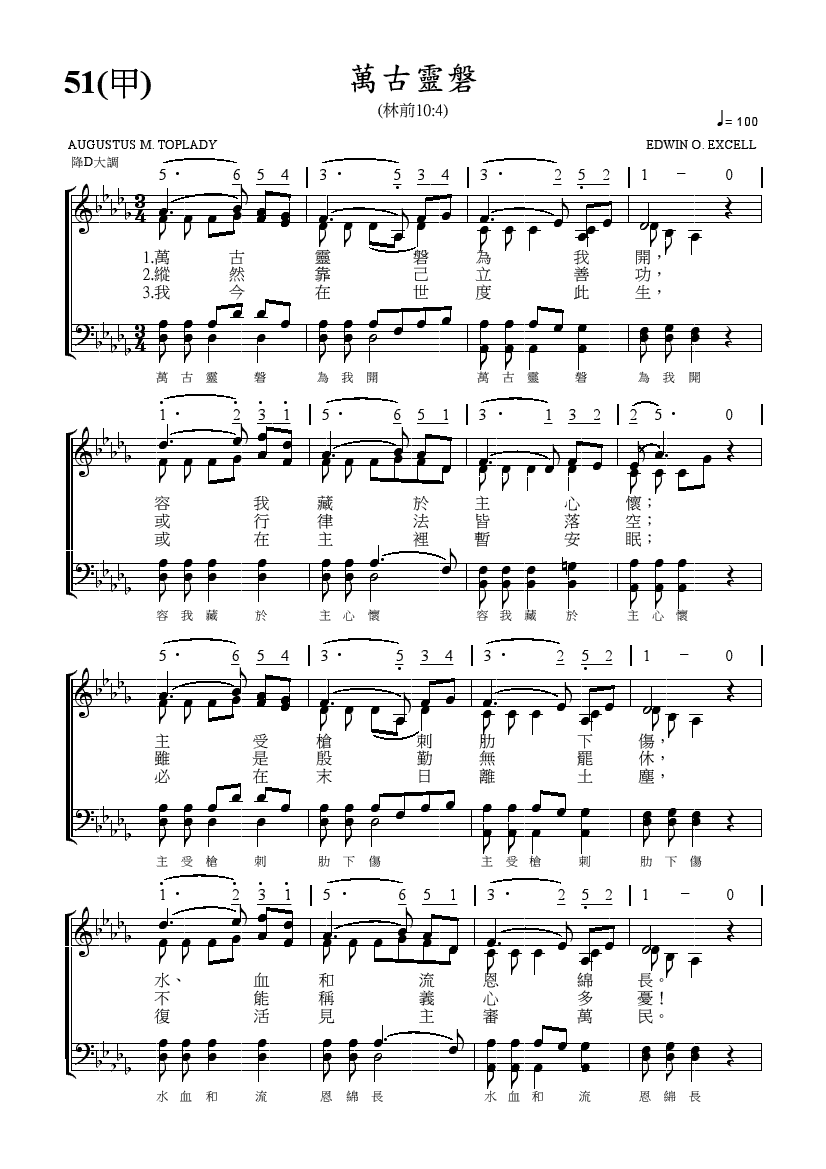 51(甲)
萬古靈磐
(林前10:4)
♩= 100
AUGUSTUS M. TOPLADY
EDWIN O. EXCELL
降D大調
5· 6 5 4 | 3· 5 3 4 | 3· 2 5 2 | 1 − 0 |
1.萬古靈磐為我開，
2.縱然靠己立善功，
3.我今在世度此生，
萬古靈磐 為我開 萬古靈磐 為我開
1· 2 3 1 | 5· 6 5 1 | 3· 1 3 2 | 2 5· 0 |
容我藏於主心懷；
或行律法皆落空；
或在主裡暫安眠；
容我藏於 主心懷 容我藏於 主心懷
5· 6 5 4 | 3· 5 3 4 | 3· 2 5 2 | 1 − 0 |
主受槍刺肋下傷，
雖是殷勤無罷休，
必在末日離土塵，
主受槍刺 肋下傷 主受槍刺 肋下傷
1· 2 3 1 | 5· 6 5 1 | 3· 2 5 2 | 1 − 0 |
水、血和流恩綿長。
不能稱義心多憂！
復活見主審萬民。
水血和流 恩綿長 水血和流 恩綿長